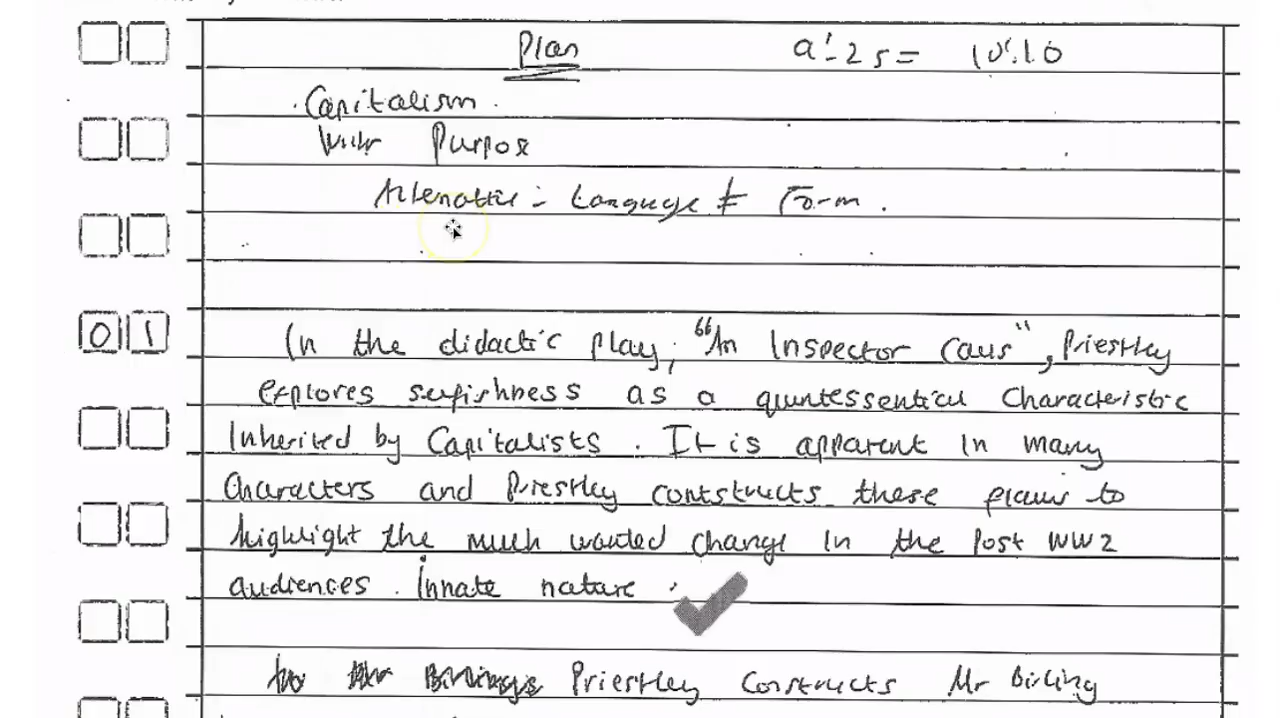 Plan a:25= 10:10
. Capitalism .
Purpose
Alternative - Language & Form .
01 In the didactic play, "An Inspector Calls", Priestley
explores selfishness as a quintessential characteristic
inherited by Capitalists . It is apparent in many
characters and Priestley contstructs these flaws to
highlight the much wanted change in the Post WW2
audiences . innate nature .
Priestley constructs Mr Birling